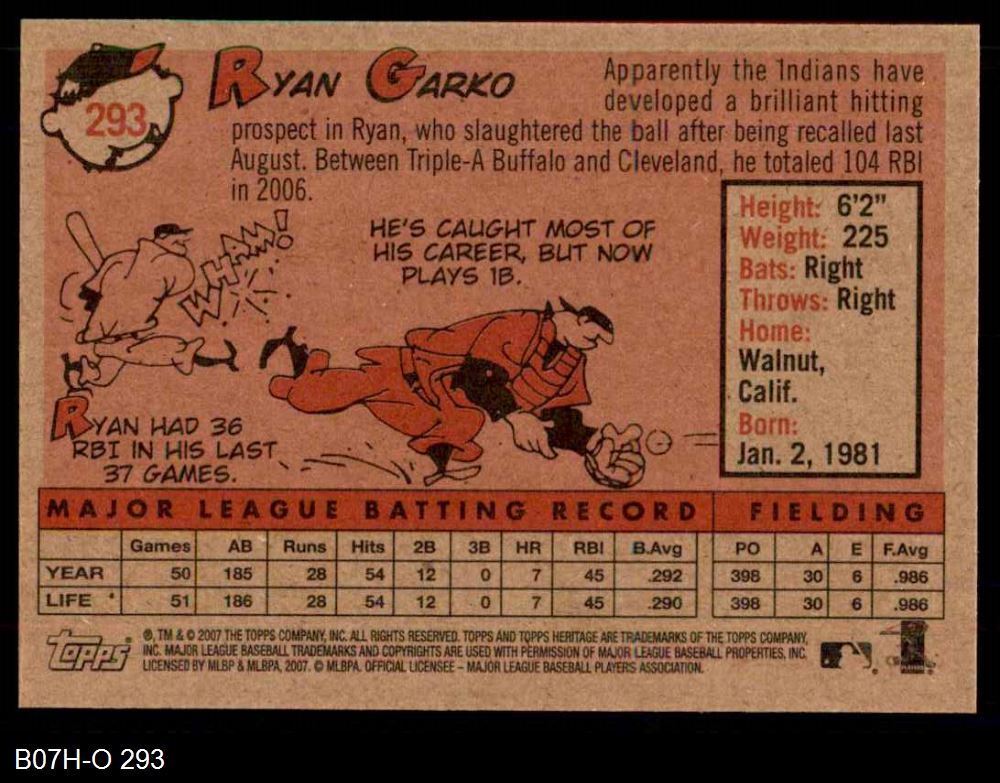 293
RYAN GARKO
Apparently the Indians have
developed a brilliant hitting
prospect in Ryan, who slaughtered the ball after being recalled last
August. Between Triple-A Buffalo and Cleveland, he totaled 104 RBI
in 2006.
WHAM!
HE'S CAUGHT MOST OF
HIS CAREER, BUT NOW
PLAYS 1B.
RYAN HAD 36
RBI IN HIS LAST
37 GAMES.
Height: 6'2"
Weight: 225
Bats: Right
Throws: Right
Home:
Walnut,
Calif.
Born:
Jan. 2, 1981
MAJOR LEAGUE BATTING RECORD FIELDING
Games AB Runs Hits 2B 3B HR RBI B.Avg PO A E F.Avg
YEAR 50 185 28 54 12 0 7 45 .292 398 30 6 .986
LIFE 51 186 28 54 12 0 7 45 .290 398 30 6 .986
Topps
®, TM & © 2007 THE TOPPS COMPANY, INC. ALL RIGHTS RESERVED. TOPPS AND TOPPS HERITAGE ARE TRADEMARKS OF THE TOPPS COMPANY,
INC. MAJOR LEAGUE BASEBALL TRADEMARKS AND COPYRIGHTS ARE USED WITH PERMISSION OF MAJOR LEAGUE BASEBALL PROPERTIES, INC.
LICENSED BY MLBP & MLBPA, 2007. © MLBPA. OFFICIAL LICENSEE – MAJOR LEAGUE BASEBALL PLAYERS ASSOCIATION.
B07H-O 293